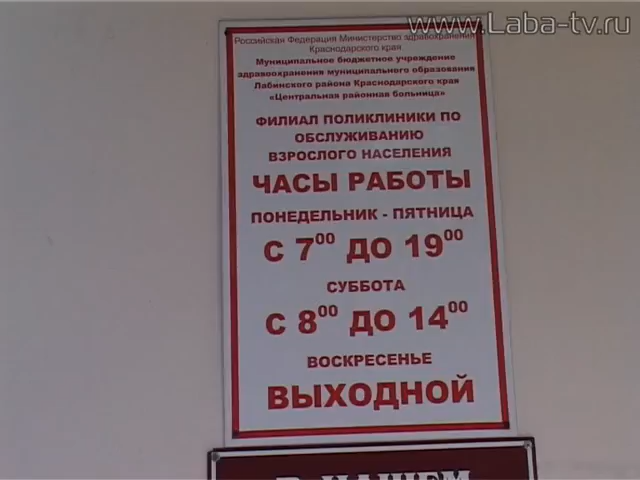 www.Laba-tv.ru
Российская Федерация Министерство здравоохранения
Краснодарского края
Муниципальное бюджетное учреждение
здравоохранения муниципального образования
Лабинского района Краснодарского края
«Центральная районная больница»
ФИЛИАЛ ПОЛИКЛИНИКИ ПО
ОБСЛУЖИВАНИЮ
ВЗРОСЛОГО НАСЕЛЕНИЯ
ЧАСЫ РАБОТЫ
ПОНЕДЕЛЬНИК - ПЯТНИЦА
С 7⁰⁰ ДО 19⁰⁰
СУББОТА
С 8⁰⁰ ДО 14⁰⁰
ВОСКРЕСЕНЬЕ
ВЫХОДНОЙ
В НАШЕМ